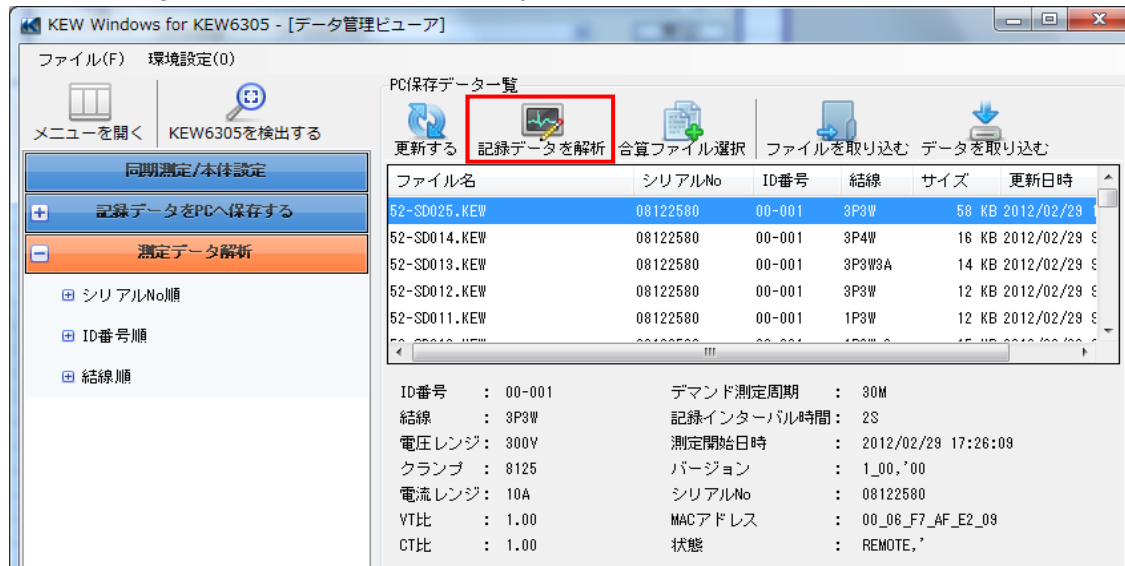 KEW Windows for KEW6305 - [データ管理ビューア]
ファイル(F) 環境設定(O)
メニューを開く KEW6305を検出する
同期測定/本体設定
記録データをPCへ保存する
測定データ解析
シリアルNo順
ID番号順
結線順
PC保存データ一覧
更新する 記録データを解析 合算ファイル選択 ファイルを取り込む データを取り込む
ファイル名 シリアルNo ID番号 結線 サイズ 更新日時
52-SD025.KEW 08122580 00-001 3P3W 58 KB 2012/02/29 1
52-SD014.KEW 08122580 00-001 3P4W 16 KB 2012/02/29
52-SD013.KEW 08122580 00-001 3P3W3A 14 KB 2012/02/29
52-SD012.KEW 08122580 00-001 3P3W 12 KB 2012/02/29
52-SD011.KEW 08122580 00-001 1P3W 12 KB 2012/02/29
ID番号 : 00-001 デマンド測定周期 : 30M
結線 : 3P3W 記録インターバル時間 : 2S
電圧レンジ : 300V 測定開始日時 : 2012/02/29 17:26:09
クランプ : 8125 バージョン : 1_00,'00
電流レンジ : 10A シリアルNo : 08122580
VT比 : 1.00 MACアドレス : 00_06_F7_AF_E2_09
CT比 : 1.00 状態 : REMOTE,'